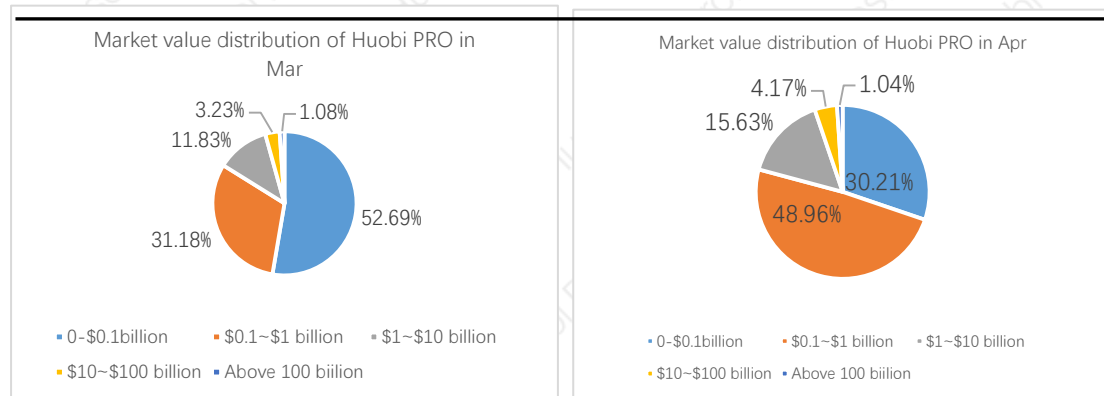 Market value distribution of Huobi PRO in
Mar
3.23%
1.08%
11.83%
52.69%
31.18%
0-$0.1billion
$0.1~$1 billion
$1~$10 billion
$10~$100 billion
Above 100 biilion
Market value distribution of Huobi PRO in Apr
4.17%
1.04%
15.63%
30.21%
48.96%
0-$0.1billion
$0.1~$1 billion
$1~$10 billion
$10~$100 billion
Above 100 biilion